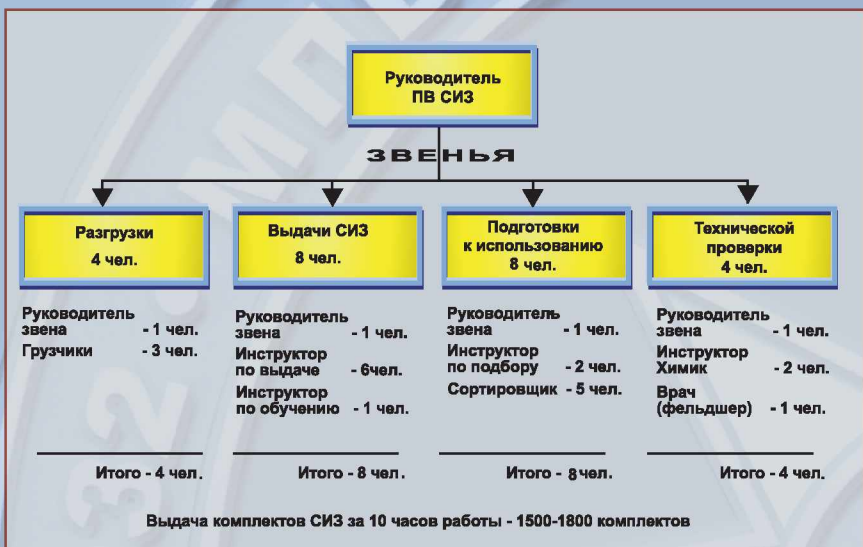 Руководитель
ПВ СИЗ
ЗВЕНЬЯ
Разгрузки
4 чел.
Выдачи СИЗ
8 чел.
Подготовки
к использованию
8 чел.
Технической
проверки
4 чел.
Руководитель
звена - 1 чел.
Грузчики - 3 чел.
Итого - 4 чел.
Руководитель
звена - 1 чел.
Инструктор
по выдаче - 6чел.
Инструктор
по обучению - 1 чел.
Итого - 8 чел.
Руководитель
звена - 1 чел.
Инструктор
по подбору - 2 чел.
Сортировщик - 5 чел.
Итого - 8 чел.
Руководитель
звена - 1 чел.
Инструктор
Химик - 2 чел.
Врач
(фельдшер) - 1 чел.
Итого - 4 чел.
Выдача комплектов СИЗ за 10 часов работы - 1500-1800 комплектов